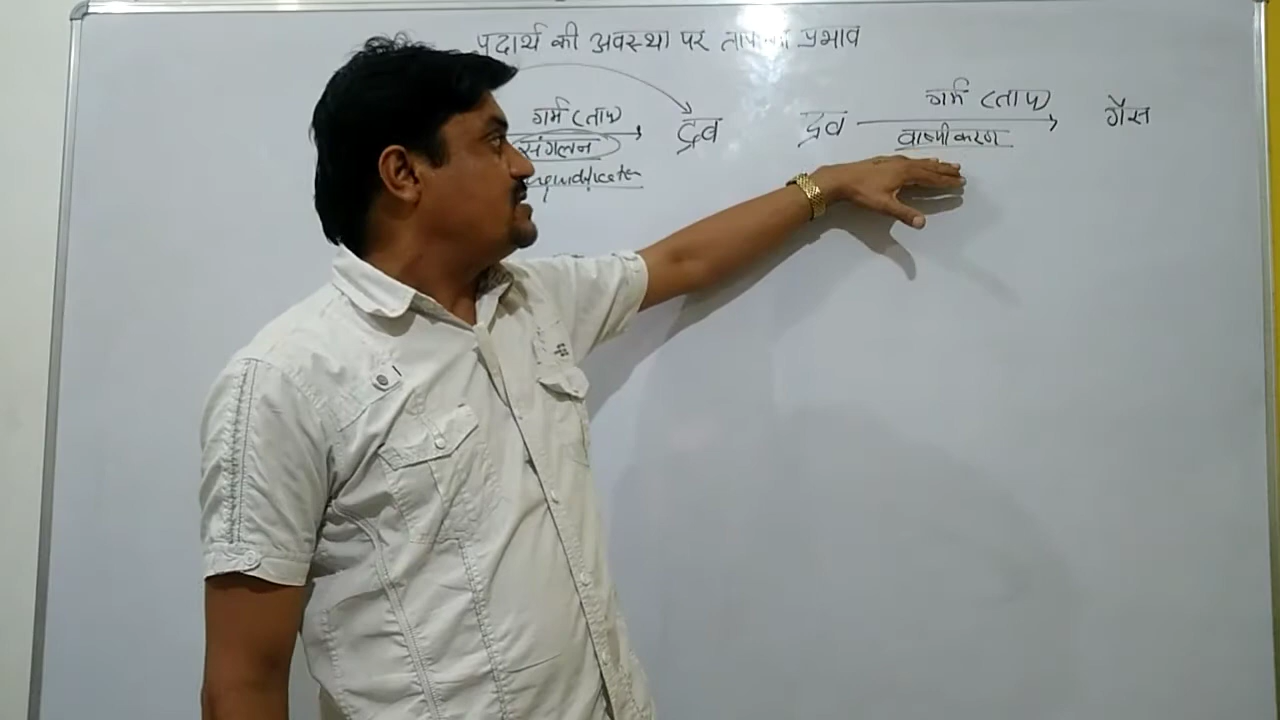 पदार्थ की अवस्था पर ताप का प्रभाव
गर्म (ताप) गर्म (ताप)
द्रव द्रव गैस
संगलन वाष्पीकरण